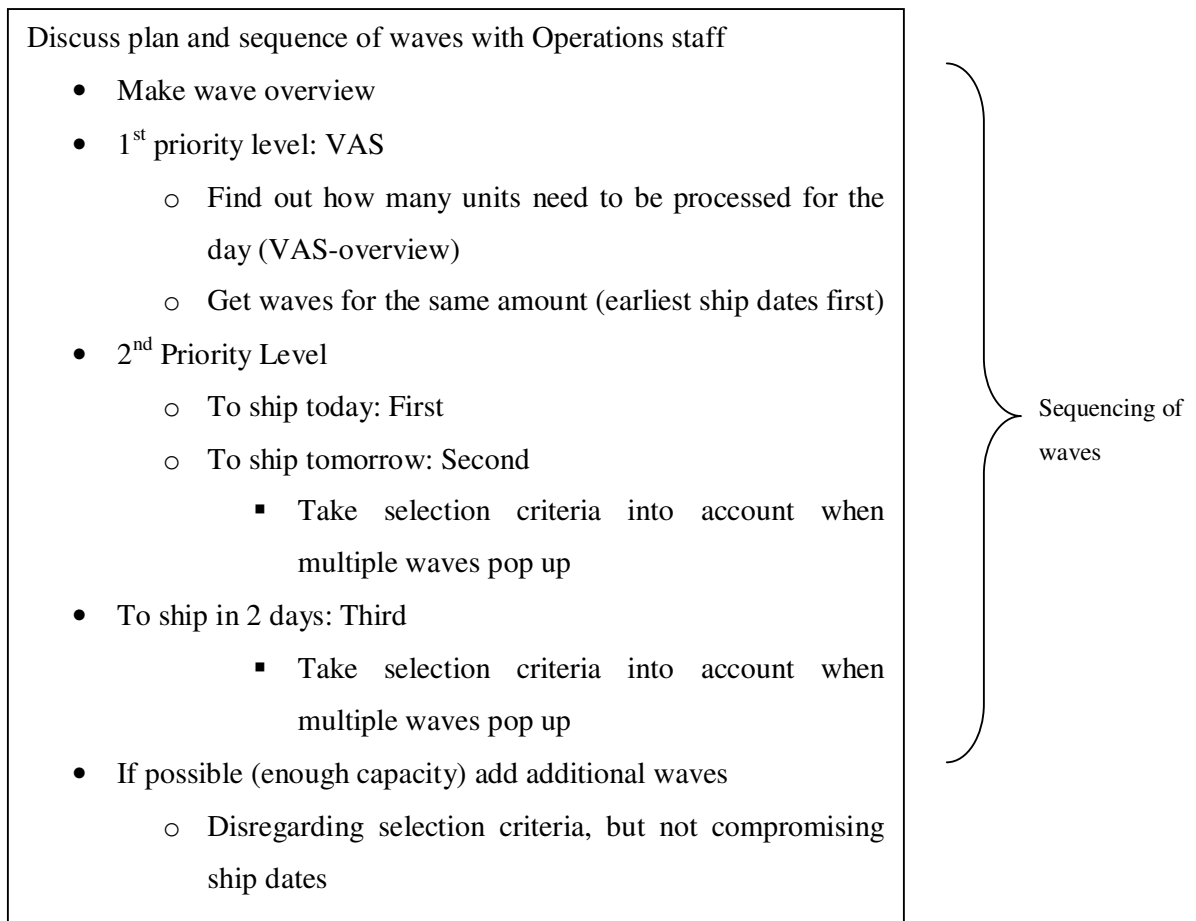 Discuss plan and sequence of waves with Operations staff
• Make wave overview
• 1st priority level: VAS
o Find out how many units need to be processed for the
day (VAS-overview)
o Get waves for the same amount (earliest ship dates first)
• 2nd Priority Level
o To ship today: First
o To ship tomorrow: Second
▪ Take selection criteria into account when
multiple waves pop up
• To ship in 2 days: Third
▪ Take selection criteria into account when
multiple waves pop up
• If possible (enough capacity) add additional waves
o Disregarding selection criteria, but not compromising
ship dates
Sequencing of
waves